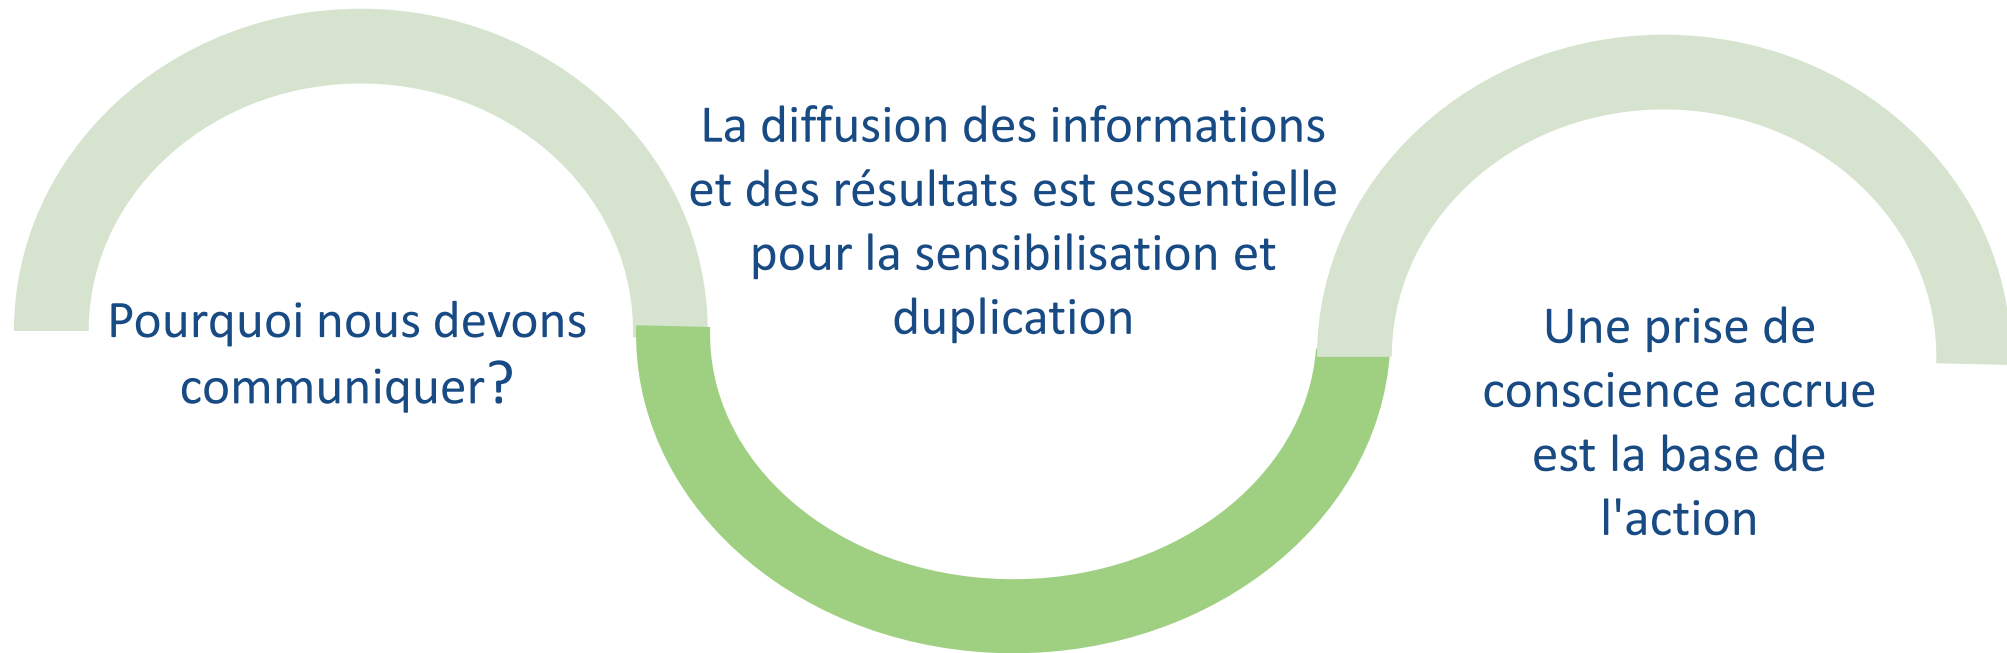 Pourquoi nous devons
communiquer?
La diffusion des informations
et des résultats est essentielle
pour la sensibilisation et
duplication
Une prise de
conscience accrue
est la base de
l'action